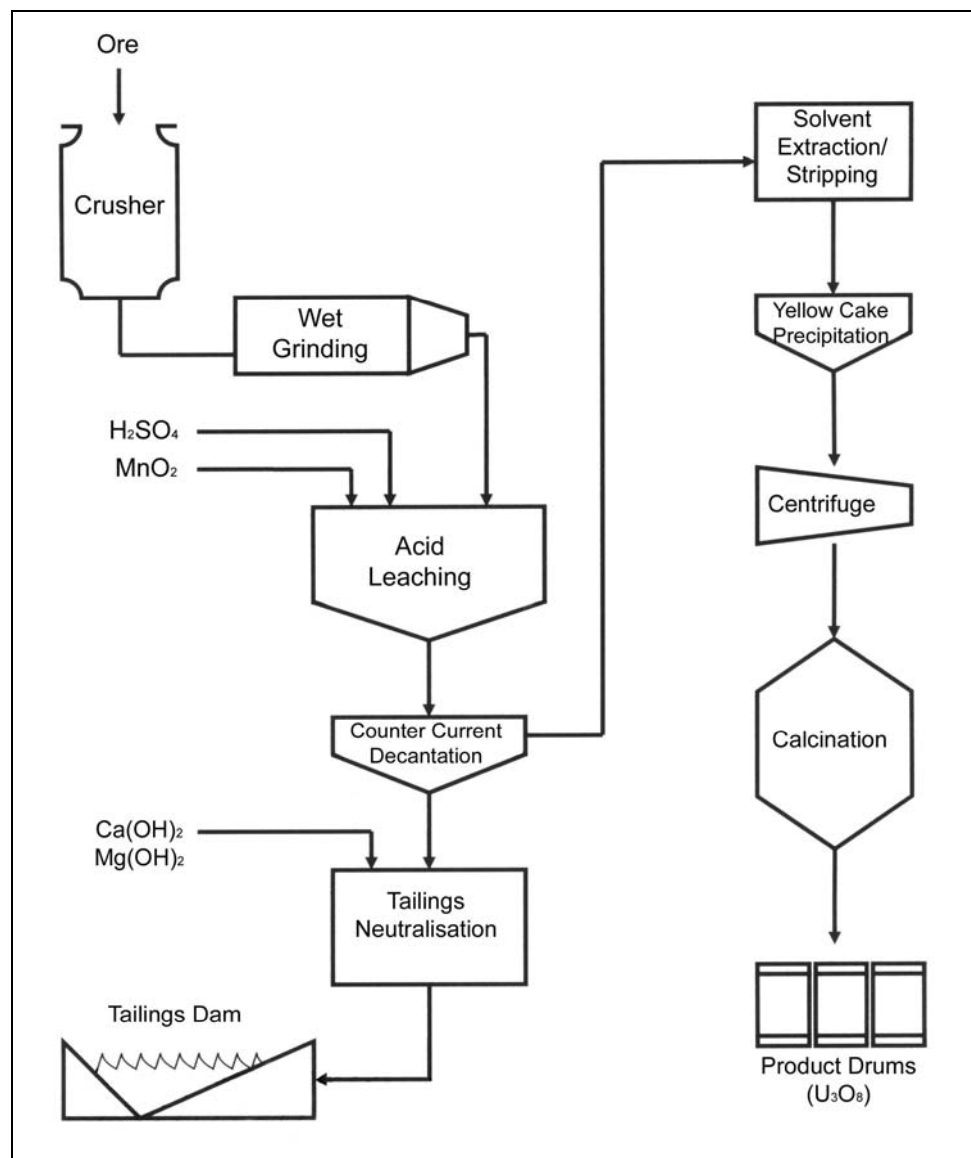 Ore
Crusher
Wet
Grinding
H₂SO₄
MnO₂
Acid
Leaching
Counter Current
Decantation
Ca(OH)₂
Mg(OH)₂
Tailings
Neutralisation
Tailings Dam
Solvent
Extraction/
Stripping
Yellow Cake
Precipitation
Centrifuge
Calcination
Product Drums
(U₃O₈)